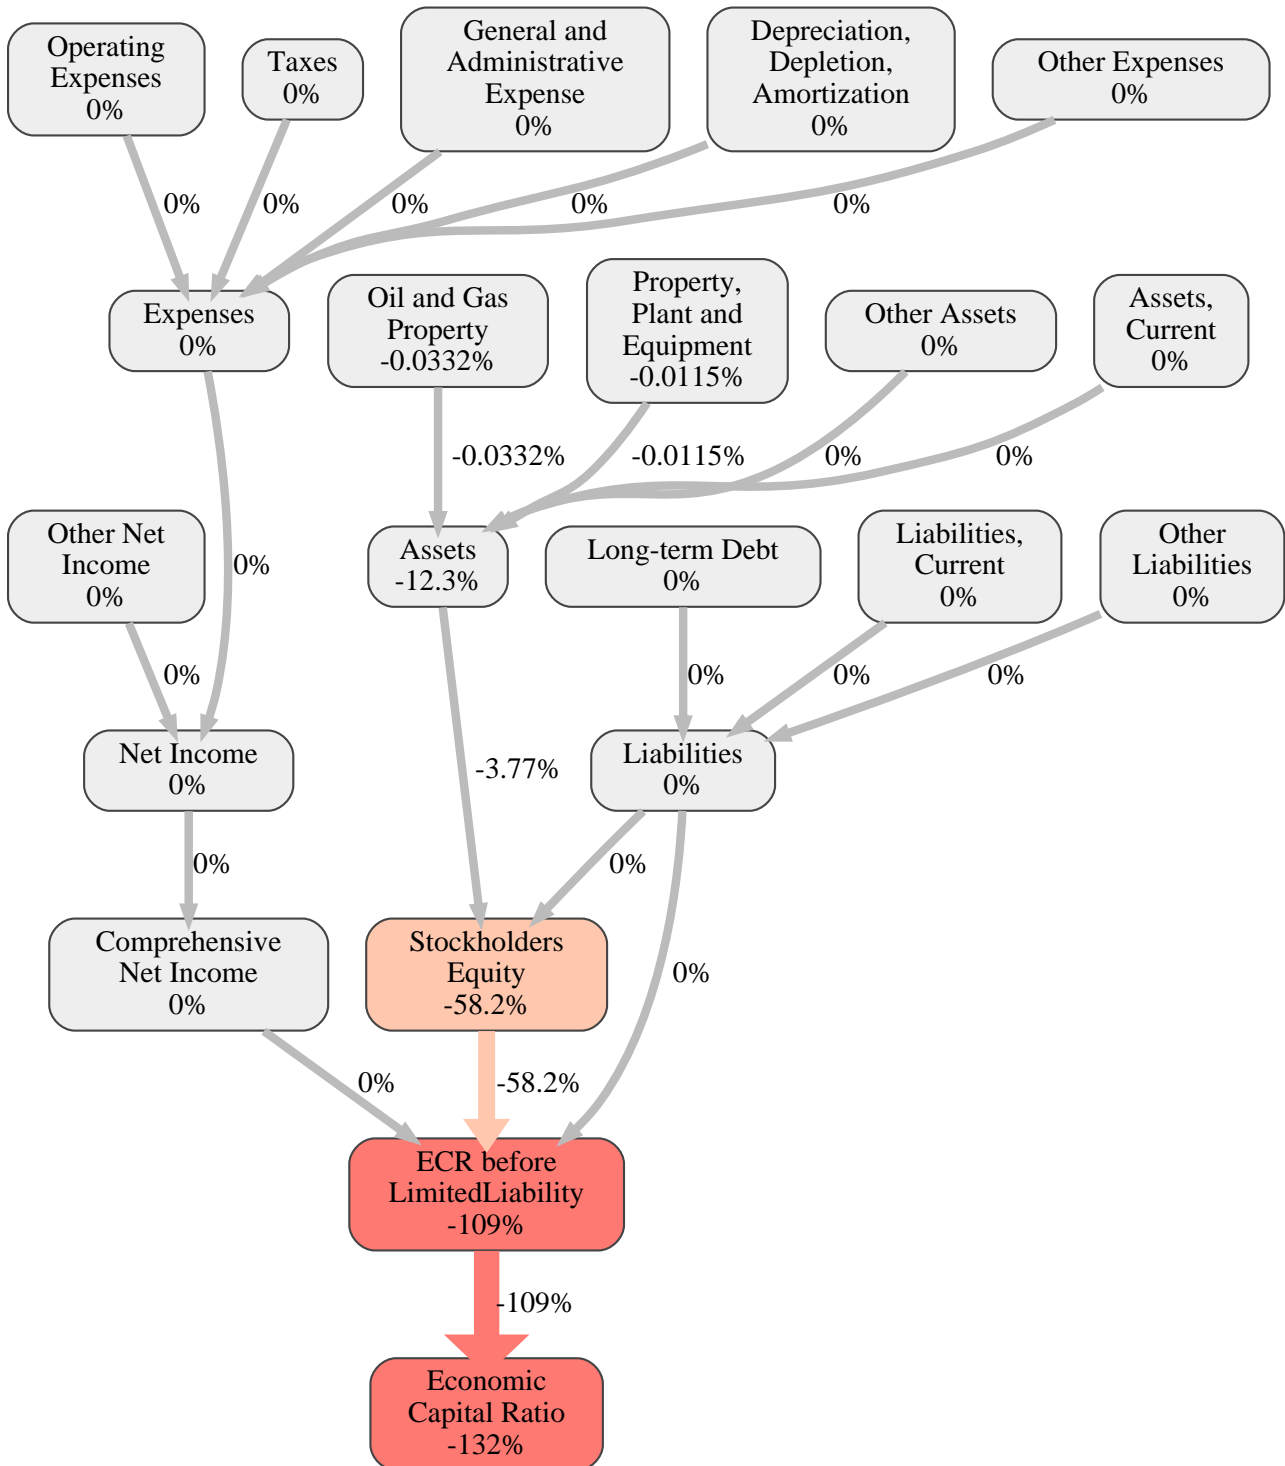 Operating
Expenses
0%
Taxes
0%
General and
Administrative
Expense
0%
Depreciation,
Depletion,
Amortization
0%
Other Expenses
0%
0%
0%
0%
0%
0%
Expenses
0%
Oil and Gas
Property
-0.0332%
Property,
Plant and
Equipment
-0.0115%
Other Assets
0%
Assets,
Current
0%
-0.0332%
-0.0115%
0%
0%
Other Net
Income
0%
0%
Assets
-12.3%
Long-term Debt
0%
Liabilities,
Current
0%
Other
Liabilities
0%
0%
0%
0%
0%
Net Income
0%
-3.77%
Liabilities
0%
0%
0%
Comprehensive
Net Income
0%
Stockholders
Equity
-58.2%
0%
0%
-58.2%
ECR before
LimitedLiability
-109%
-109%
Economic
Capital Ratio
-132%